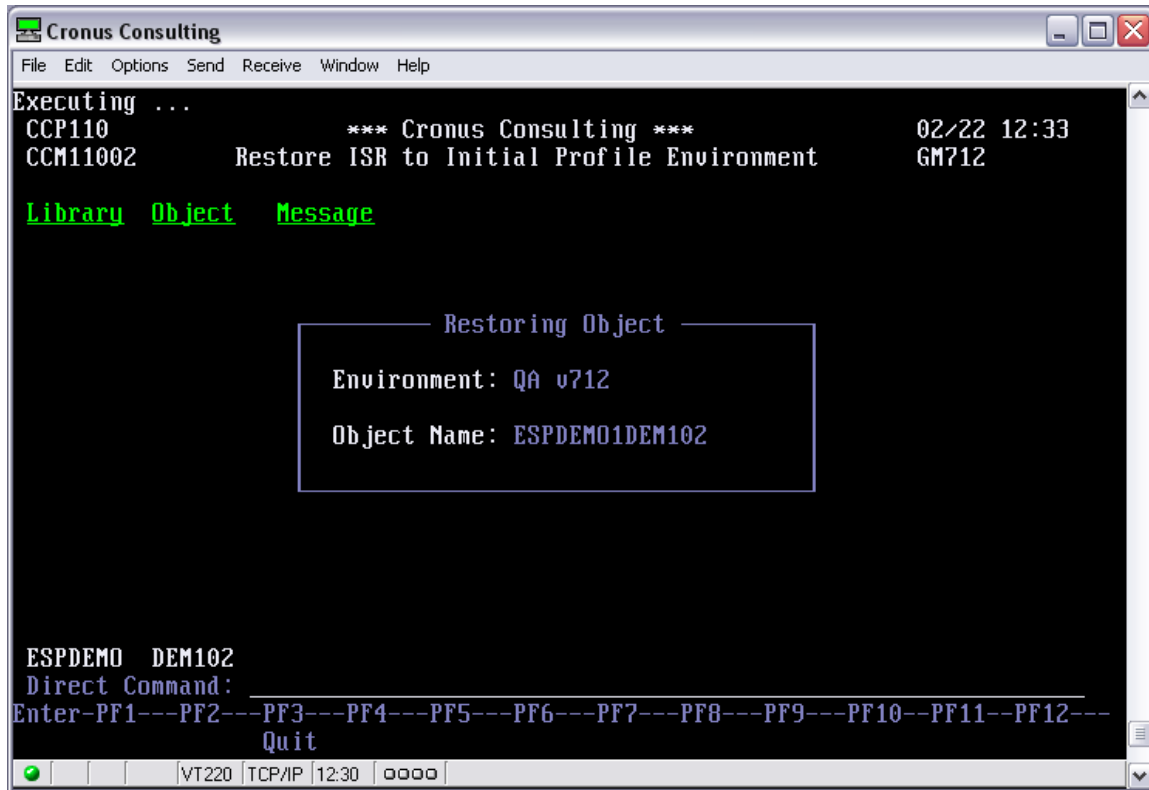 Cronus Consulting
File Edit Options Send Receive Window Help
Executing ...
CCP110 *** Cronus Consulting *** 02/22 12:33
CCM11002 Restore ISR to Initial Profile Environment GM712
Library Object Message
Restoring Object
Environment: QA v712
Object Name: ESPDEMO1DEM102
ESPDEMO DEM102
Direct Command:
Enter-PF1---PF2---PF3---PF4---PF5---PF6---PF7---PF8---PF9---PF10--PF11--PF12---
Quit
VT220 TCP/IP 12:30 oooo